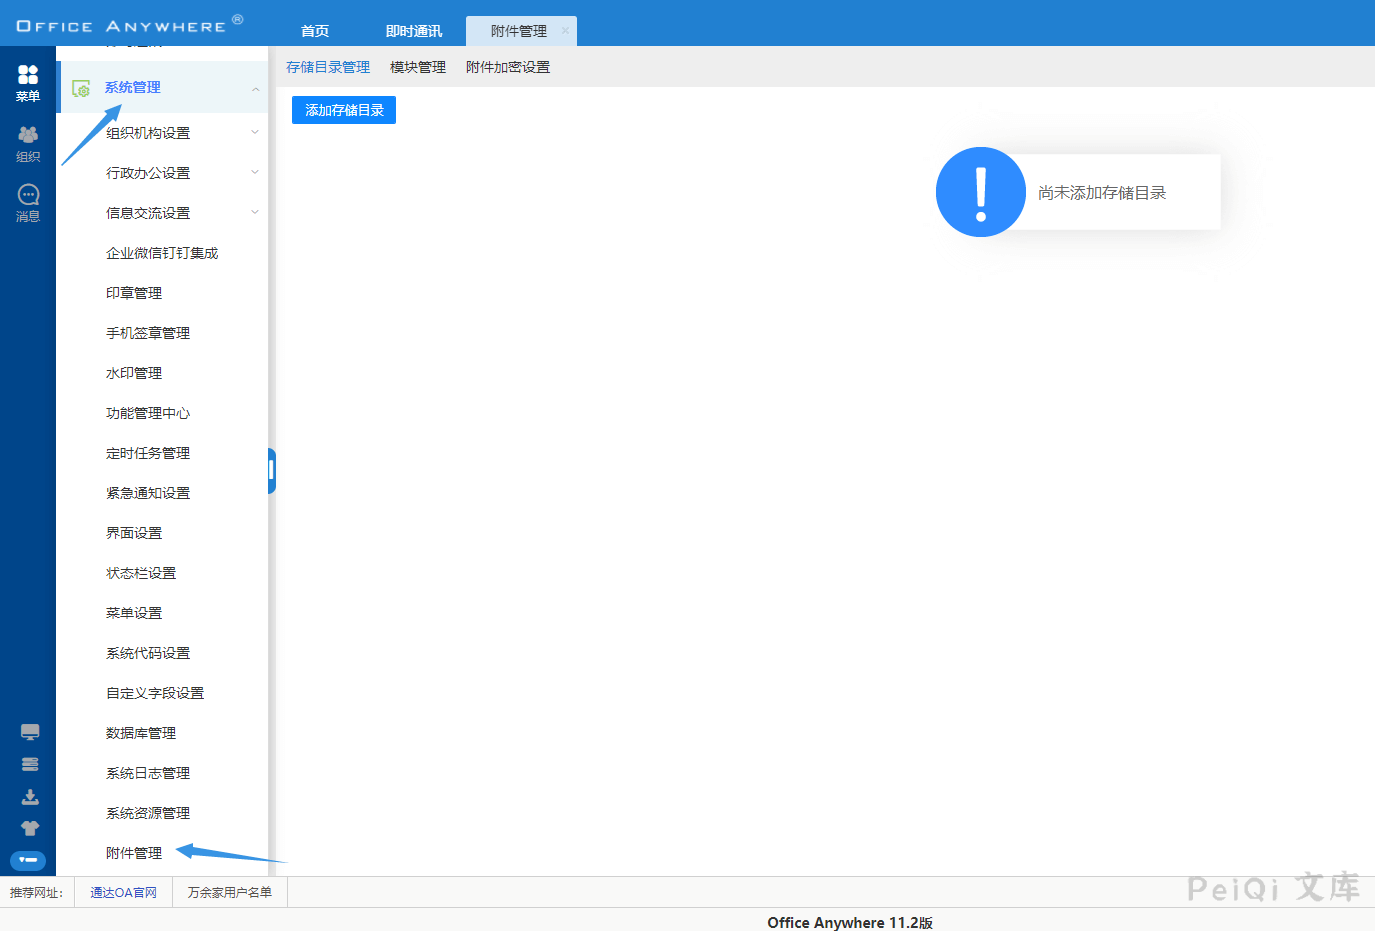 OFFICE ANYWHERE®
首页
即时通讯
附件管理 ×
菜单
组织
消息
系统管理
组织机构设置
行政办公设置
信息交流设置
企业微信钉钉集成
印章管理
手机签章管理
水印管理
功能管理中心
定时任务管理
紧急通知设置
界面设置
状态栏设置
菜单设置
系统代码设置
自定义字段设置
数据库管理
系统日志管理
系统资源管理
附件管理
存储目录管理 模块管理 附件加密设置
添加存储目录
尚未添加存储目录
推荐网址: 通达OA官网 万余家用户名单
PeiQi 文库
Office Anywhere 11.2版